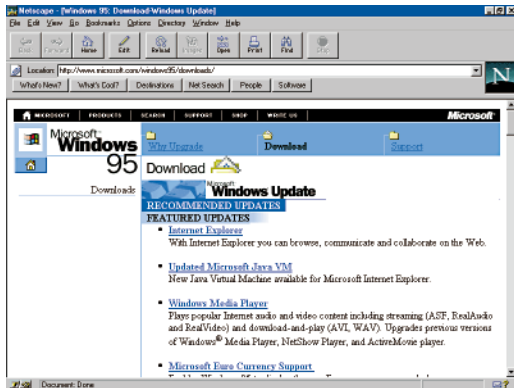 Netscape - [Windows 95: Download-Windows Update]
File Edit View Go Bookmarks Options Directory Window Help
Back Forward Home Edit Reload Images Open Print Find Stop
Location: http://www.microsoft.com/windows95/downloads/
What's New? What's Cool? Destinations Net Search People Software
N
MICROSOFT PRODUCTS SEARCH SUPPORT SHOP WRITE US Microsoft
Microsoft
Windows
95
Why Upgrade Download Support
Downloads
Download
Microsoft
Windows Update
RECOMMENDED UPDATES
FEATURED UPDATES
Internet Explorer
With Internet Explorer you can browse, communicate and collaborate on the Web.
Updated Microsoft Java VM
New Java Virtual Machine available for Microsoft Internet Explorer.
Windows Media Player
Plays popular Internet audio and video content including streaming (ASF, RealAudio
and RealVideo) and download-and-play (AVI, WAV). Upgrades previous versions
of Windows® Media Player, NetShow Player, and ActiveMovie player.
Microsoft Euro Currency Support
Document: Done